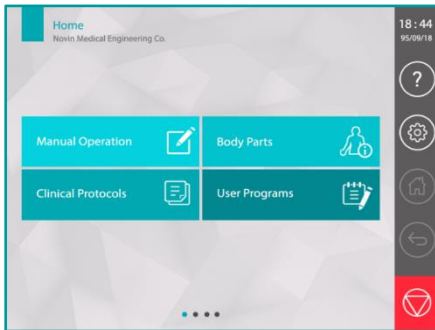 Home
Novin Medical Engineering Co.
18:44
95/09/18
?
Manual Operation
Body Parts
Clinical Protocols
User Programs